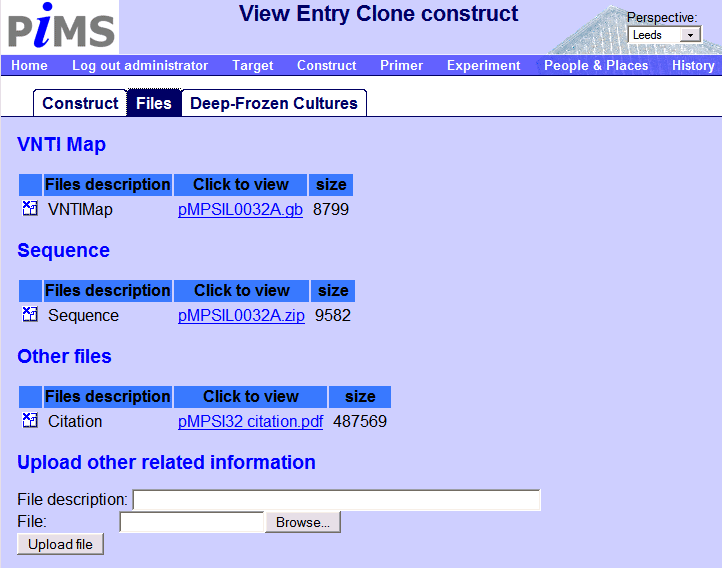 PiMS
View Entry Clone construct
Perspective:
Leeds
Home Log out administrator Target Construct Primer Experiment People & Places History
Construct Files Deep-Frozen Cultures
VNTI Map
Files description Click to view size
VNTIMap pMPSIL0032A.gb 8799
Sequence
Files description Click to view size
Sequence pMPSIL0032A.zip 9582
Other files
Files description Click to view size
Citation pMPSI32 citation.pdf 487569
Upload other related information
File description:
File: Browse...
Upload file